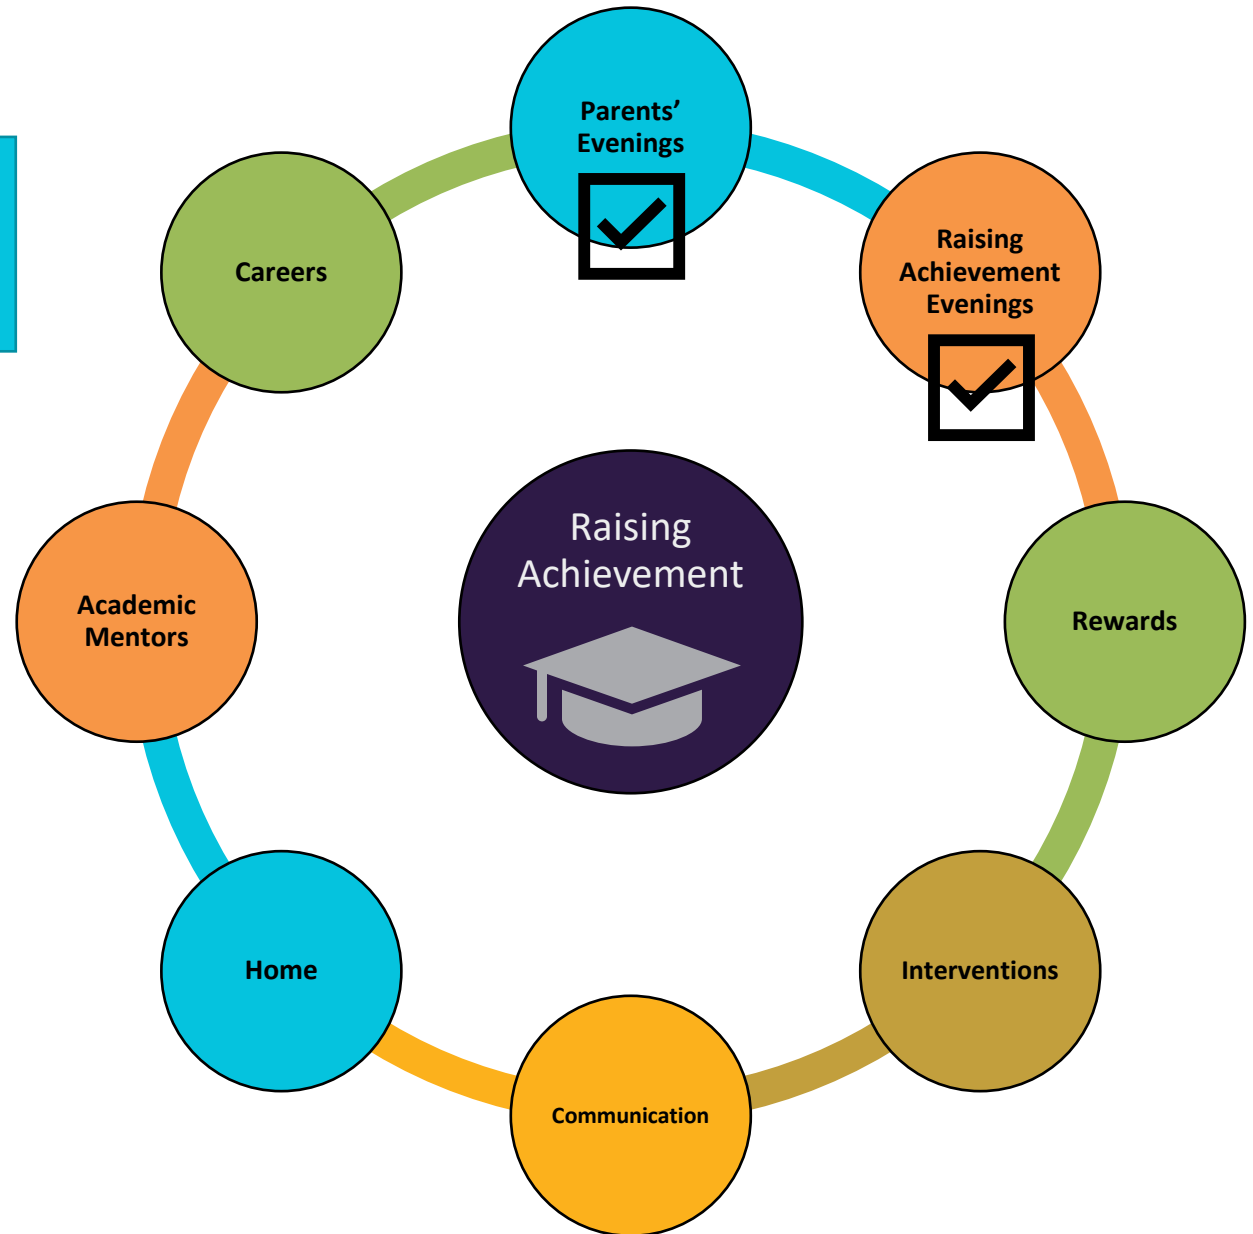 Parents’
Evenings
Raising
Achievement
Evenings
Careers
Raising
Achievement
Academic
Mentors
Rewards
Home
Interventions
Communication